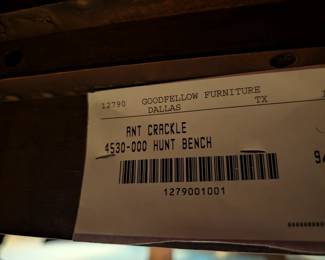 12790 GOODFELLOW FURNITURE
DALLAS TX
ANT CRACKLE
4530-000 HUNT BENCH
1279001001